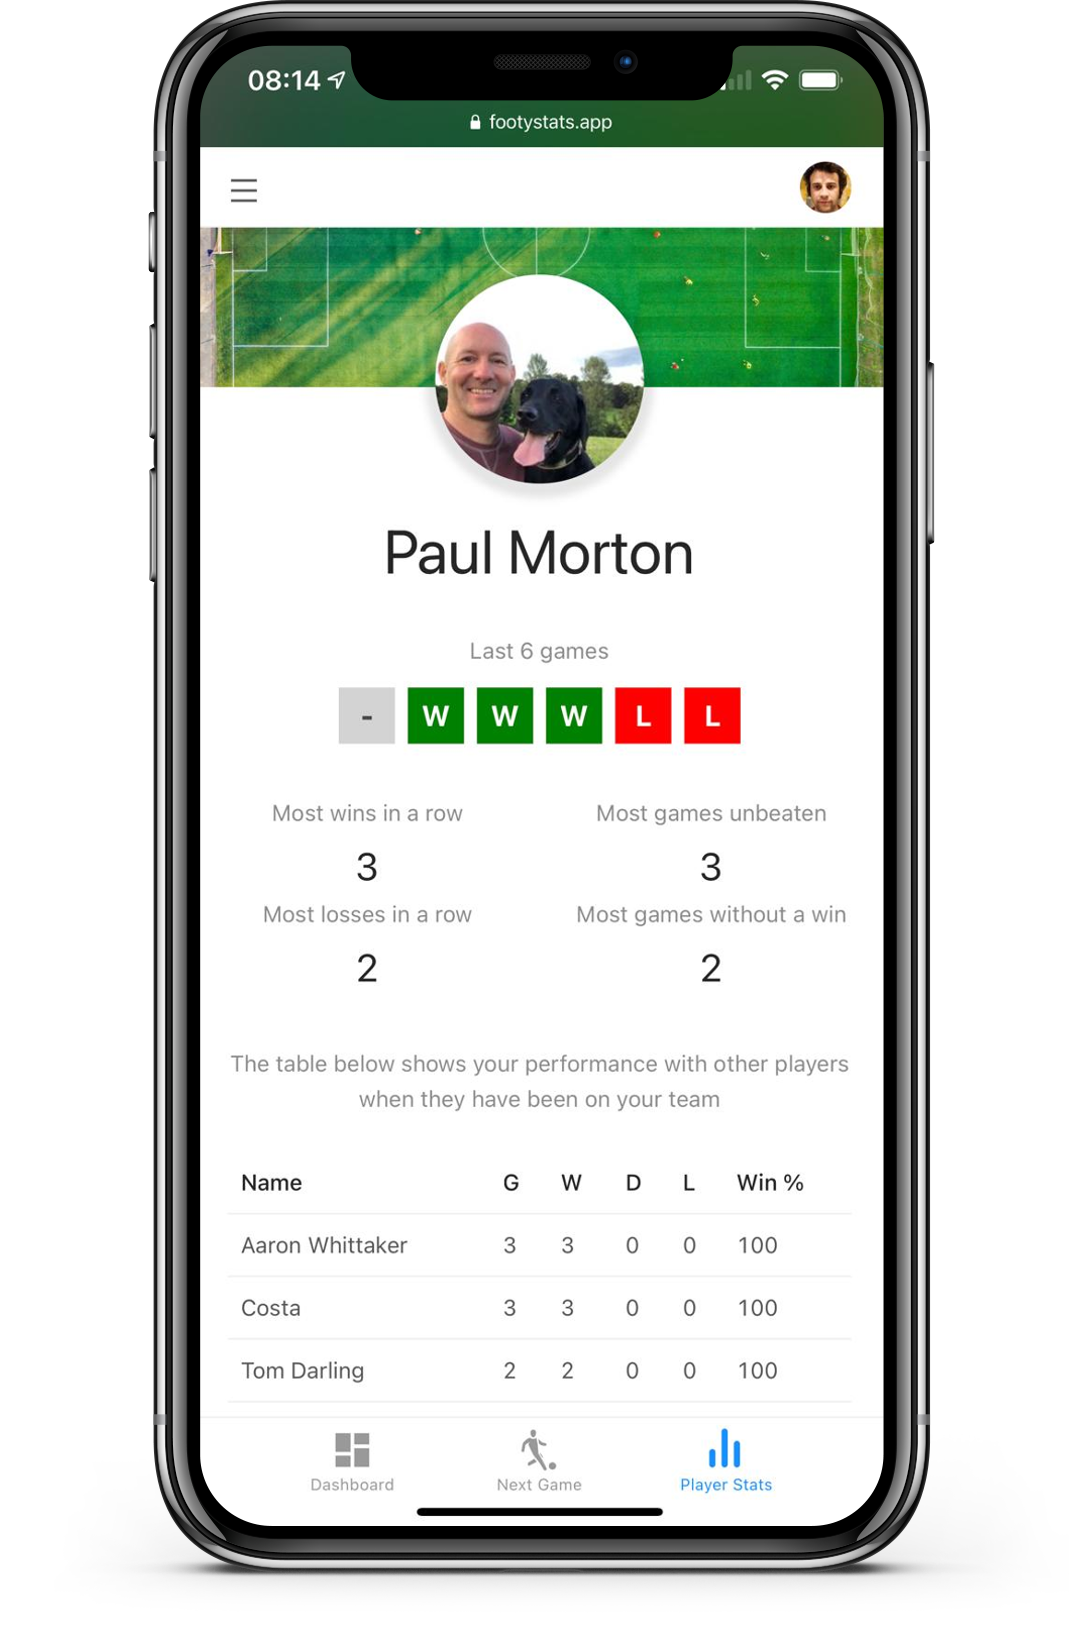 08:14
footystats.app
Paul Morton
Last 6 games
- W W W L L
Most wins in a row Most games unbeaten
3 3
Most losses in a row Most games without a win
2 2
The table below shows your performance with other players
when they have been on your team
Name G W D L Win %
Aaron Whittaker 3 3 0 0 100
Costa 3 3 0 0 100
Tom Darling 2 2 0 0 100
Dashboard Next Game Player Stats